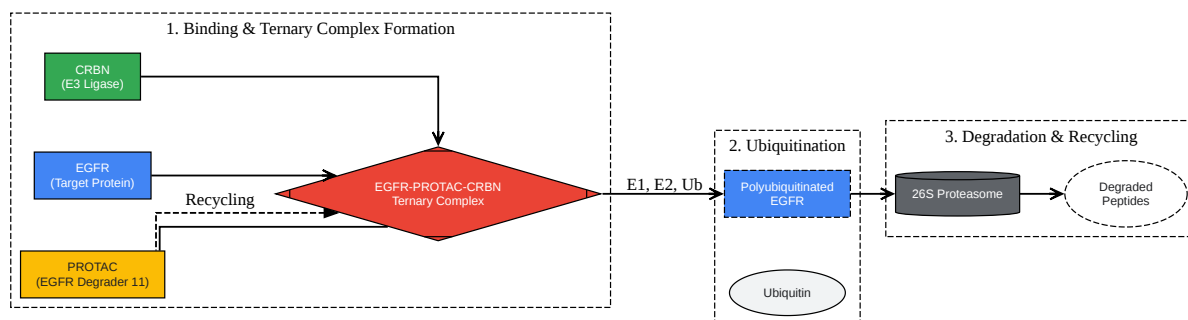 1. Binding & Ternary Complex Formation
CRBN
(E3 Ligase)
EGFR
(Target Protein)
Recycling
PROTAC
(EGFR Degrader 11)
EGFR-PROTAC-CRBN
Ternary Complex
E1, E2, Ub
2. Ubiquitination
Polyubiquitinated
EGFR
Ubiquitin
3. Degradation & Recycling
26S Proteasome
Degraded
Peptides